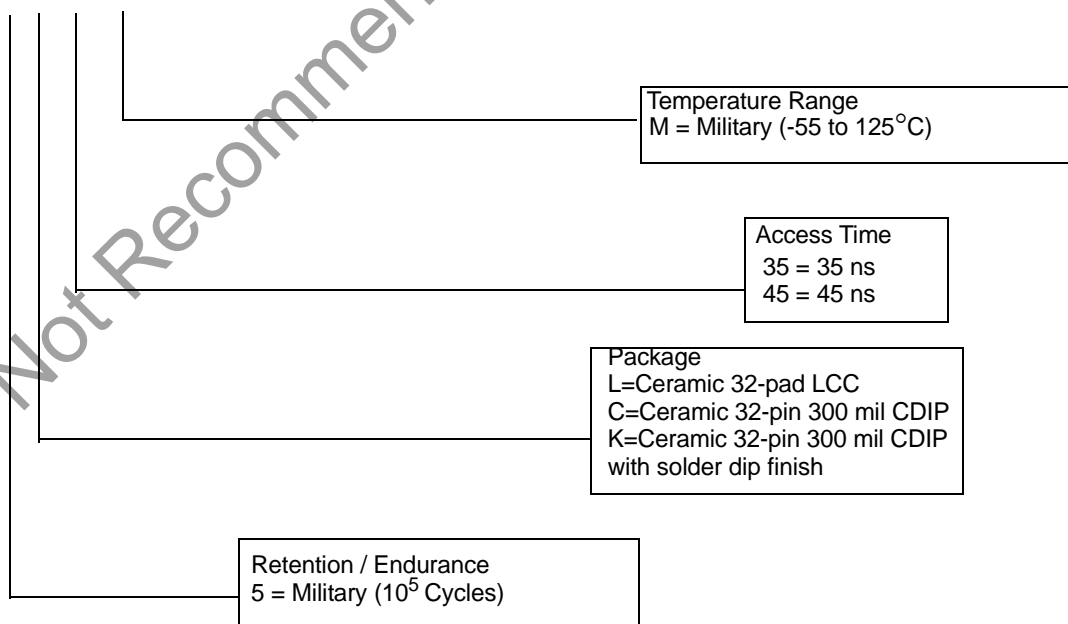 Not Recommen
Temperature Range
M = Military (-55 to 125°C)
Access Time
35 = 35 ns
45 = 45 ns
Package
L=Ceramic 32-pad LCC
C=Ceramic 32-pin 300 mil CDIP
K=Ceramic 32-pin 300 mil CDIP
with solder dip finish
Retention / Endurance
5 = Military (10⁵ Cycles)